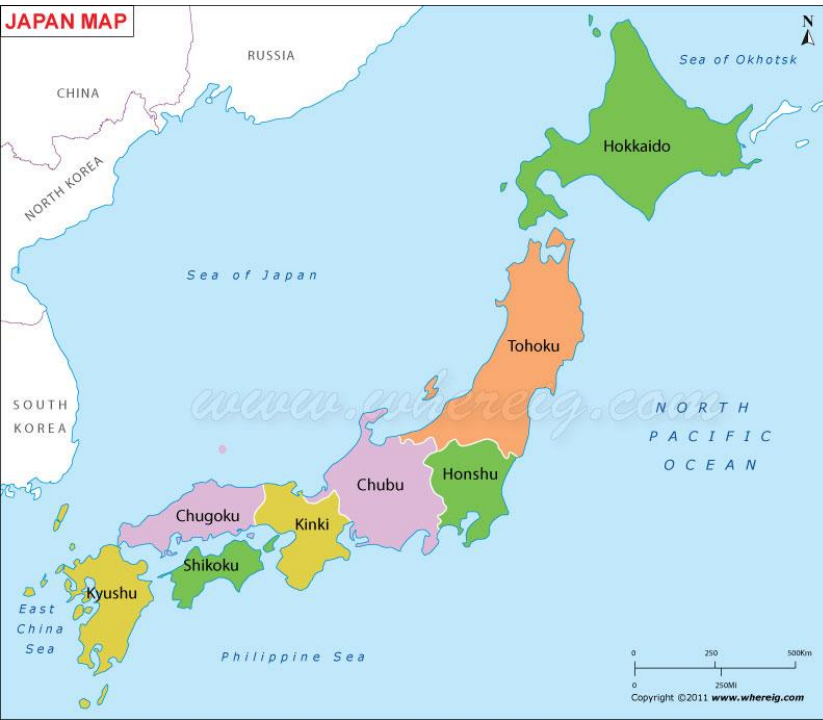 JAPAN MAP
N
RUSSIA
Sea of Okhotsk
CHINA
Hokkaido
NORTH KOREA
Sea of Japan
Tohoku
www.whereig.com
SOUTH
KOREA
NORTH
PACIFIC
OCEAN
Honshu
Chubu
Chugoku
Kinki
Shikoku
Kyushu
East
China
Sea
Philippine Sea
0 250 500Km
0 250Mi
Copyright ©2011 www.whereig.com